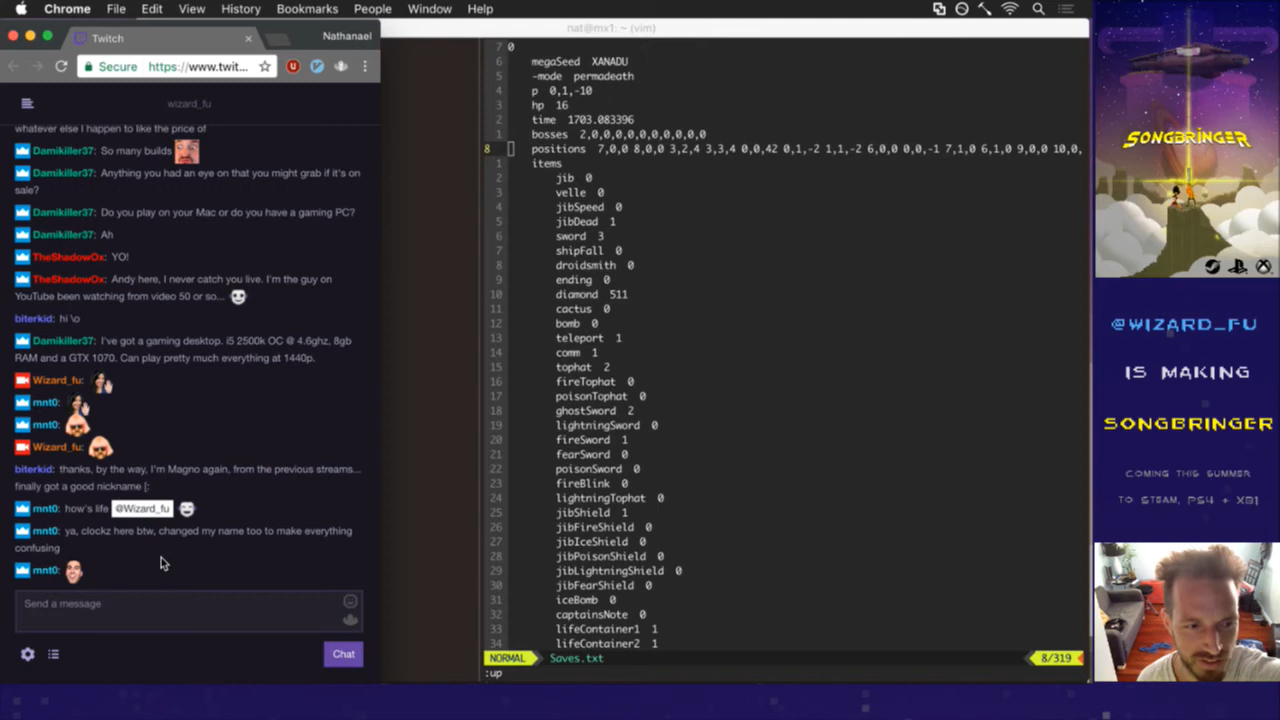 Chrome File Edit View History Bookmarks People Window Help
Twitch
Nathanael
Secure https://www.twit...
wizard_fu
whatever else I happen to like the price of
Damikiller37: So many builds
Damikiller37: Anything you had an eye on that you might grab if it's on
sale?
Damikiller37: Do you play on your Mac or do you have a gaming PC?
Damikiller37: Ah
TheShadowOx: YO!
TheShadowOx: Andy here, I never catch you live. I'm the guy on
YouTube been watching from video 50 or so...
biterkid: hi \o
Damikiller37: I've got a gaming desktop. i5 2500k OC @ 4.6ghz, 8gb
RAM and a GTX 1070. Can play pretty much everything at 1440p.
Wizard_fu:
mnt0:
mnt0:
Wizard_fu:
biterkid: thanks, by the way, I'm Magno again, from the previous streams...
finally got a good nickname [:
mnt0: how's life @Wizard_fu
mnt0: ya, clockz here btw, changed my name too to make everything
confusing
mnt0:
Send a message
Chat
nat@mx1: ~ (vim)
7 0
6 megaSeed XANADU
5 -mode permadeath
4 p 0,1,-10
3 hp 16
2 time 1703.083396
1 bosses 2,0,0,0,0,0,0,0,0,0,0
8 positions 7,0,0 8,0,0 3,2,4 3,3,4 0,0,42 0,1,-2 1,1,-2 6,0,0 0,0,-1 7,1,0 6,1,0 9,0,0 10,0,
1 items
2 jib 0
3 velle 0
4 jibSpeed 0
5 jibDead 1
6 sword 3
7 shipFall 0
8 droidsmith 0
9 ending 0
10 diamond 511
11 cactus 0
12 bomb 0
13 teleport 1
14 comm 1
15 tophat 2
16 fireTophat 0
17 poisonTophat 0
18 ghostSword 2
19 lightningSword 0
20 fireSword 1
21 fearSword 0
22 poisonSword 0
23 fireBlink 0
24 lightningTophat 0
25 jibShield 1
26 jibFireShield 0
27 jibIceShield 0
28 jibPoisonShield 0
29 jibLightningShield 0
30 jibFearShield 0
31 iceBomb 0
32 captainsNote 0
33 lifeContainer1 1
34 lifeContainer2 1
NORMAL Saves.txt 8/319
:up
SONGBRINGER
@WIZARD_FU
IS MAKING
SONGBRINGER
COMING THIS SUMMER
TO STEAM, PS4 + XB1